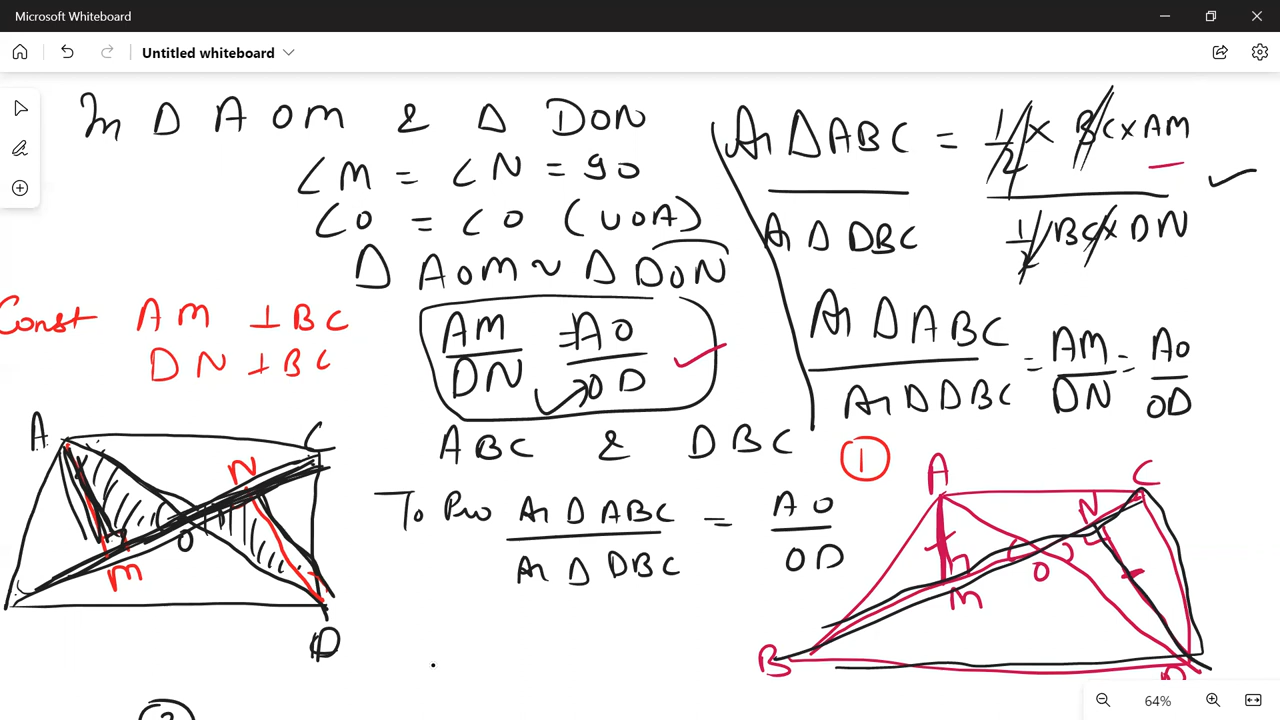 Microsoft Whiteboard
Untitled whiteboard
In Δ AOM & Δ DON
∠M = ∠N = 90
∠O = ∠O (VOA)
Δ AOM ~ Δ DON
Const AM ⊥ BC
DN ⊥ BC
AM/DN = AO/OD
ABC & DBC
To Pro Ar Δ ABC / Ar Δ DBC = AO/OD
A
C
N
O
M
D
Ar Δ ABC / Ar Δ DBC = 1/2 × BC × AM / 1/2 BC × DN
Ar Δ ABC / Ar Δ DBC = AM/DN = AO/OD
1
A
C
N
O
M
B
D
64%